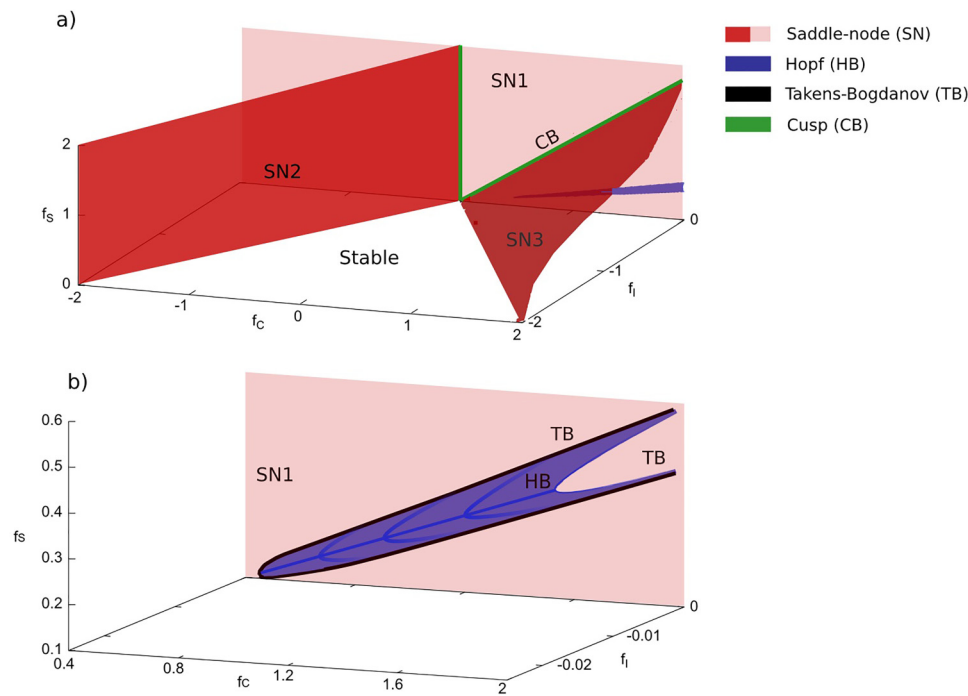 a)
Saddle-node (SN)
Hopf (HB)
Takens-Bogdanov (TB)
Cusp (CB)
SN1
CB
SN2
SN3
Stable
2
fS
1
0
-2
-1
0
fC
1
2
-2
-1
fI
0
b)
0.6
0.5
0.4
fS
0.3
0.2
0.1
TB
TB
SN1
HB
0.4
0.8
fC
1.2
1.6
2
-0.02
-0.01
fI
0